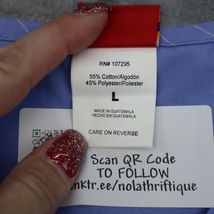 RN# 107295
55% Cotton/Algodón
45% Polyester/Poliester
L
MADE IN GUATEMALA
HECHO EN GUATEMALA
CARE ON REVERSE
Scan QR Code
TO FOLLOW
nktr.ee/nolathriftique